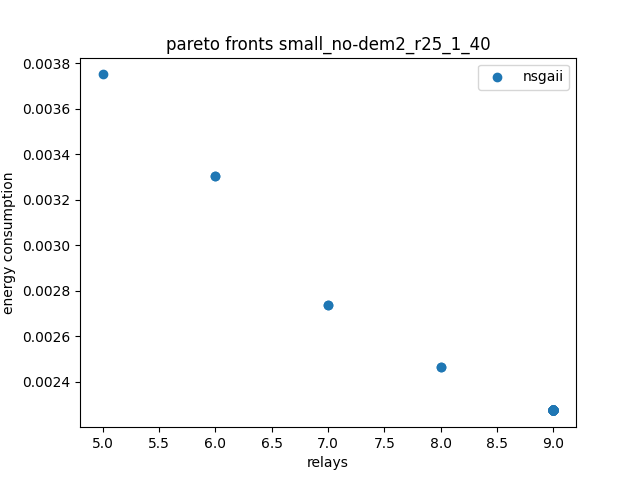 pareto fronts small_no-dem2_r25_1_40
nsgaii
energy consumption
0.0038
0.0036
0.0034
0.0032
0.0030
0.0028
0.0026
0.0024
5.0 5.5 6.0 6.5 7.0 7.5 8.0 8.5 9.0
relays